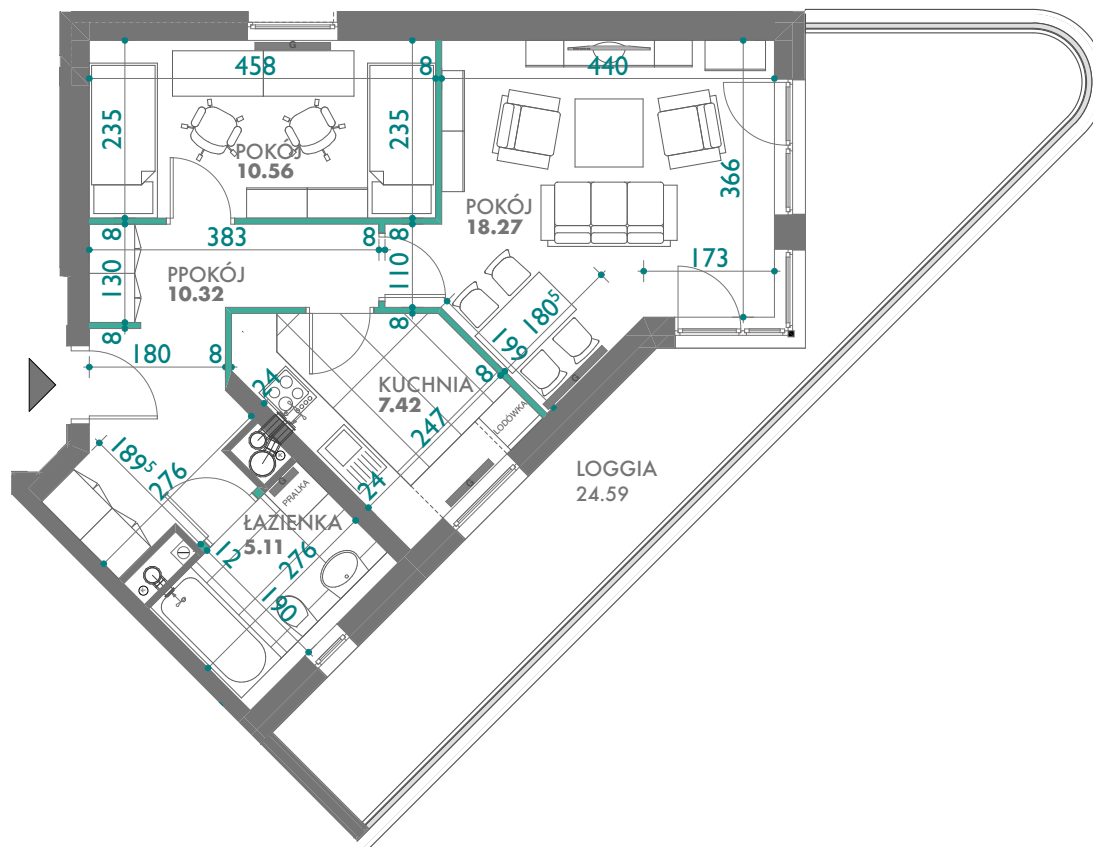 G
458
8
440
235
235
POKÓJ
10.56
366
POKÓJ
18.27
8
383
8
8
173
PPOKÓJ
10.32
130
110
8
8
180
8
180⁵
199
8
24
KUCHNIA
7.42
G
LODÓWKA
247
189⁵
276
G
PRALKA
24
G
LOGGIA
24.59
ŁAZIENKA
5.11
12
276
190